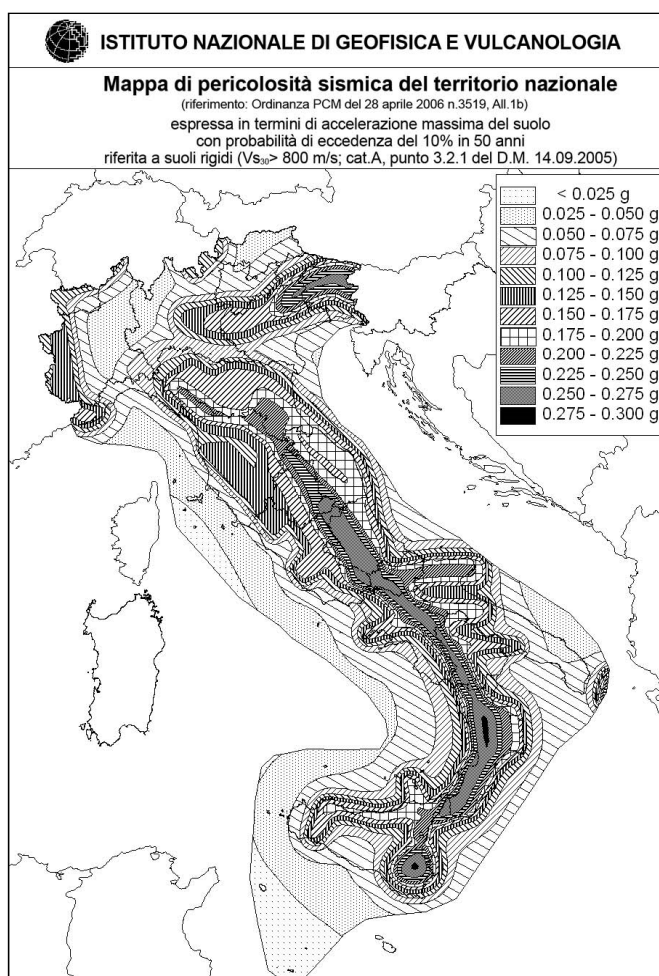 ISTITUTO NAZIONALE DI GEOFISICA E VULCANOLOGIA
Mappa di pericolosità sismica del territorio nazionale
(riferimento: Ordinanza PCM del 28 aprile 2006 n.3519, All.1b)
espressa in termini di accelerazione massima del suolo
con probabilità di eccedenza del 10% in 50 anni
riferita a suoli rigidi (Vs₃₀> 800 m/s; cat.A, punto 3.2.1 del D.M. 14.09.2005)
< 0.025 g
0.025 - 0.050 g
0.050 - 0.075 g
0.075 - 0.100 g
0.100 - 0.125 g
0.125 - 0.150 g
0.150 - 0.175 g
0.175 - 0.200 g
0.200 - 0.225 g
0.225 - 0.250 g
0.250 - 0.275 g
0.275 - 0.300 g